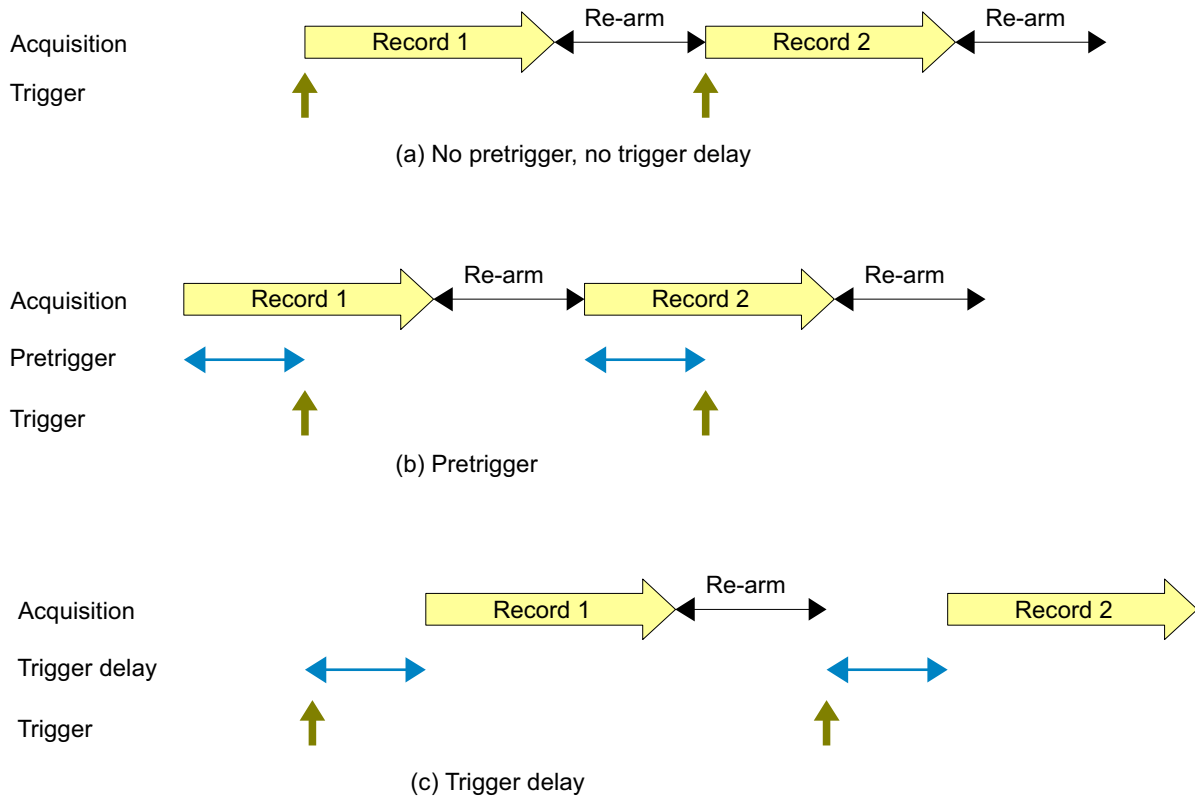 Re-arm Re-arm
Acquisition Record 1 Record 2
Trigger
(a) No pretrigger, no trigger delay
Re-arm Re-arm
Acquisition Record 1 Record 2
Pretrigger
Trigger
(b) Pretrigger
Re-arm
Acquisition Record 1 Record 2
Trigger delay
Trigger
(c) Trigger delay